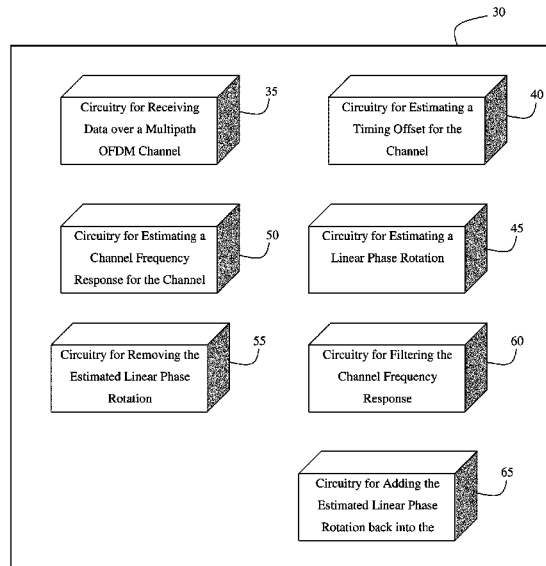 30
Circuitry for Receiving
Data over a Multipath
OFDM Channel
35
Circuitry for Estimating a
Timing Offset for the
Channel
40
Circuitry for Estimating a
Channel Frequency
Response for the Channel
50
Circuitry for Estimating a
Linear Phase Rotation
45
Circuitry for Removing the
Estimated Linear Phase
Rotation
55
Circuitry for Filtering the
Channel Frequency
Response
60
Circuitry for Adding the
Estimated Linear Phase
Rotation back into the
65